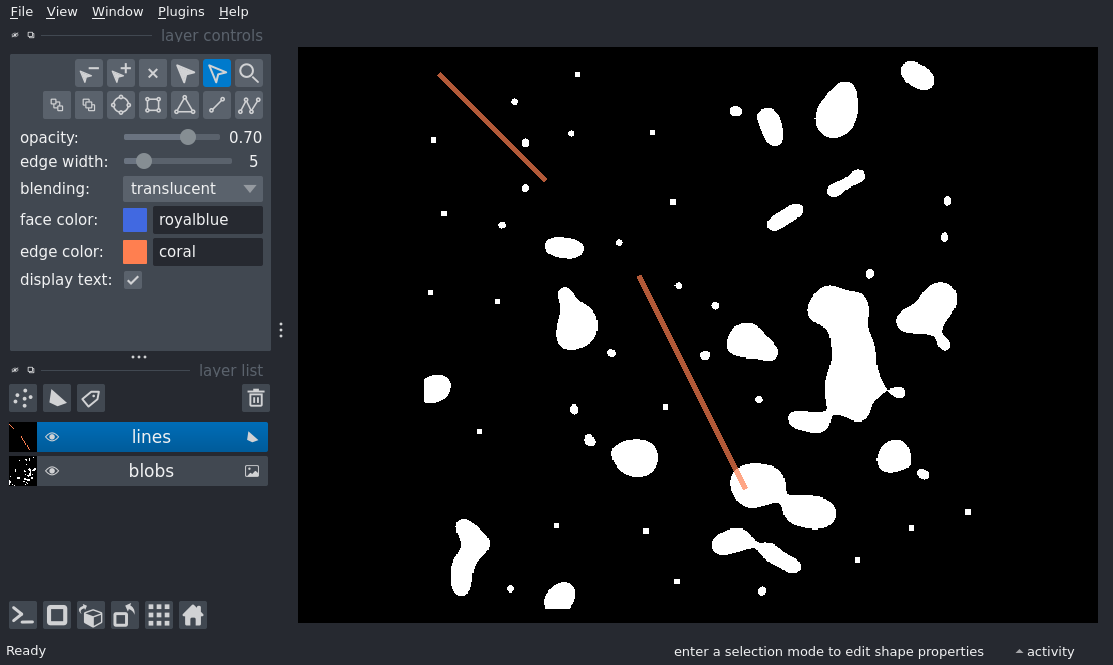 File View Window Plugins Help
layer controls
opacity: 0.70
edge width: 5
blending: translucent
face color: royalblue
edge color: coral
display text:
layer list
lines
blobs
Ready enter a selection mode to edit shape properties activity